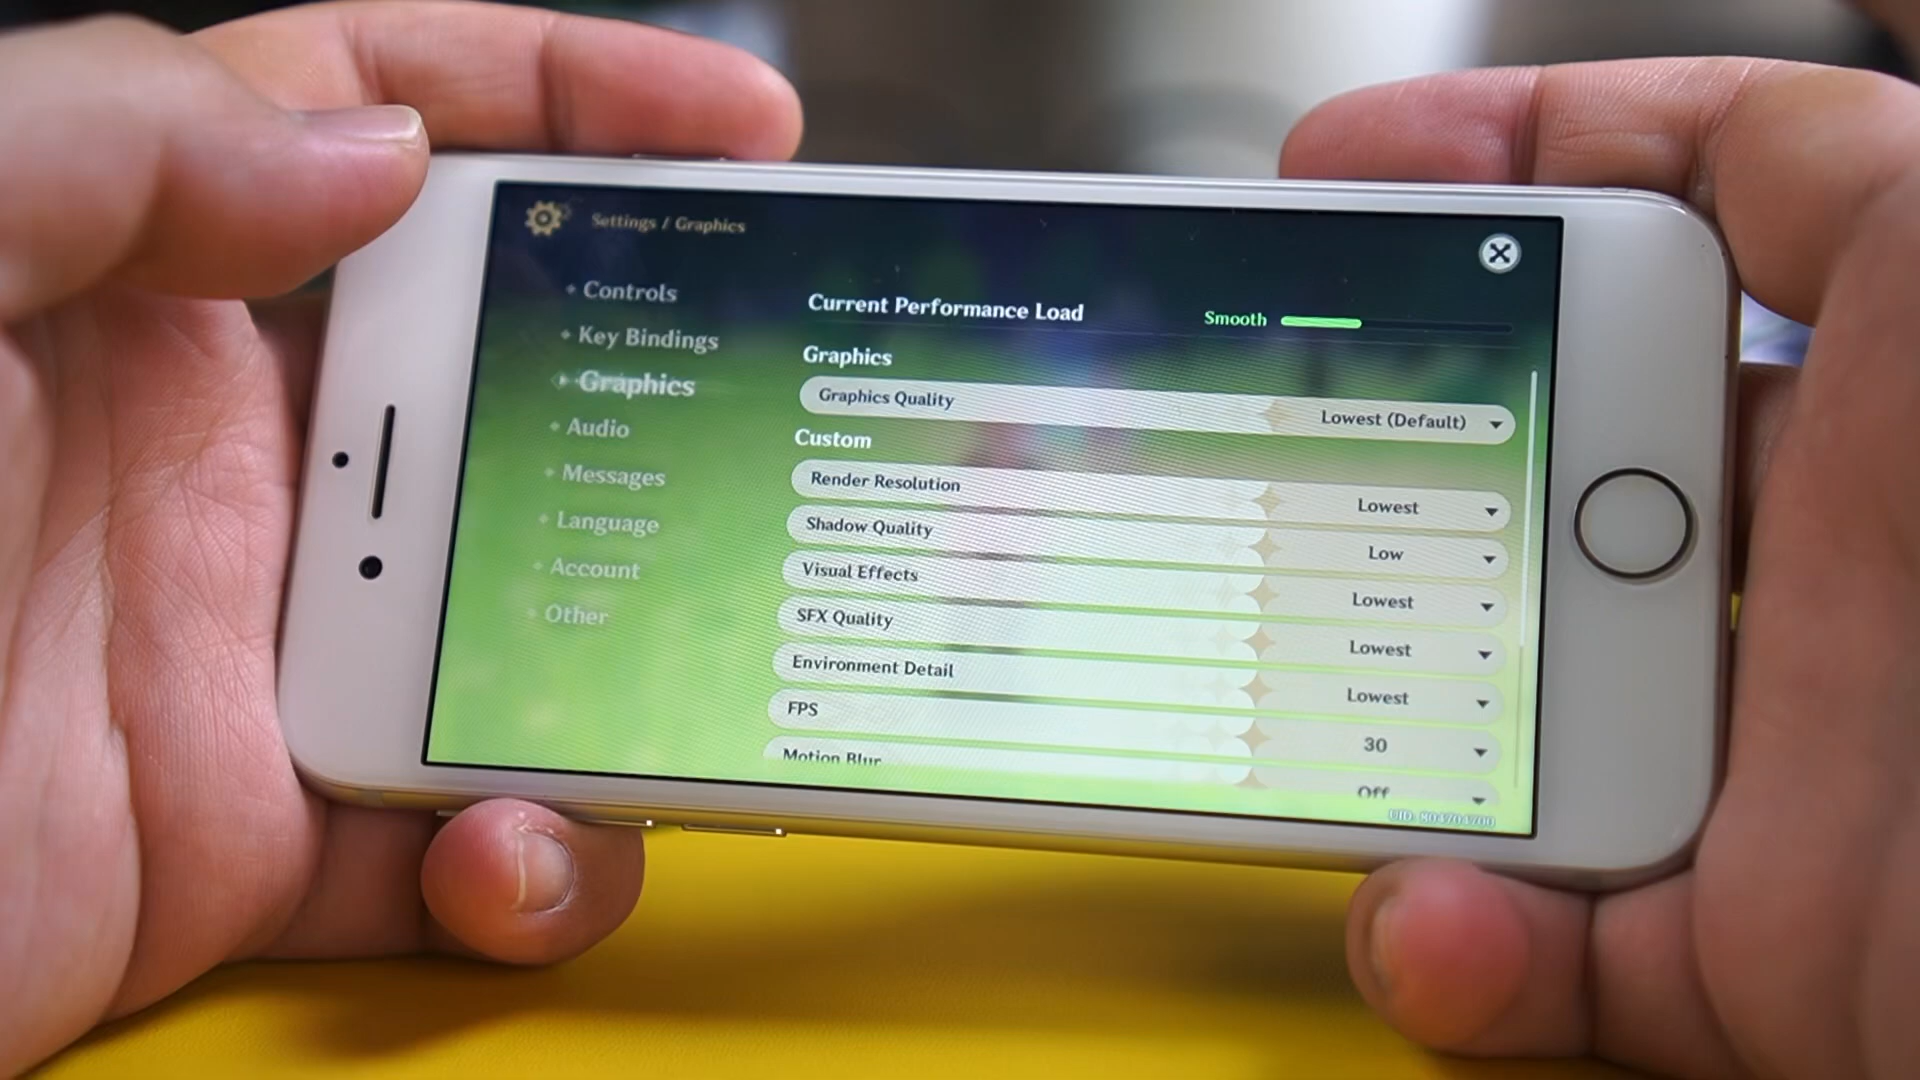 Settings / Graphics
Controls
Key Bindings
Graphics
Audio
Messages
Language
Account
Other
Current Performance Load Smooth
Graphics
Graphics Quality Lowest (Default)
Custom
Render Resolution Lowest
Shadow Quality Low
Visual Effects Lowest
SFX Quality Lowest
Environment Detail Lowest
FPS 30
Motion Blur Off
UID: 804704700